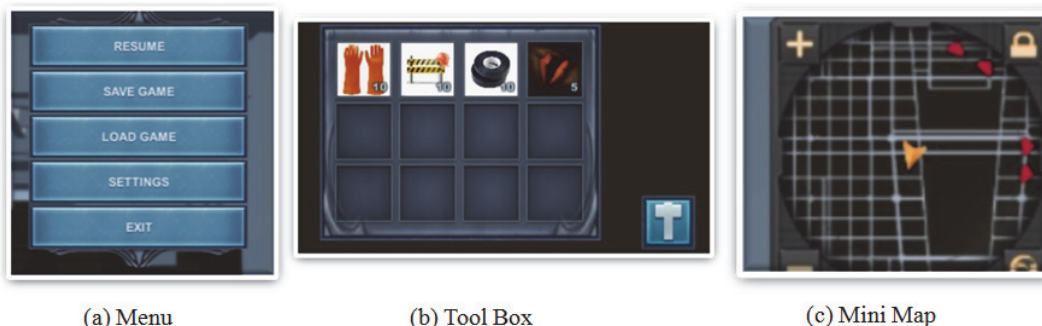 RESUME
SAVE GAME
LOAD GAME
SETTINGS
EXIT
10 10 10 5
(a) Menu
(b) Tool Box
(c) Mini Map